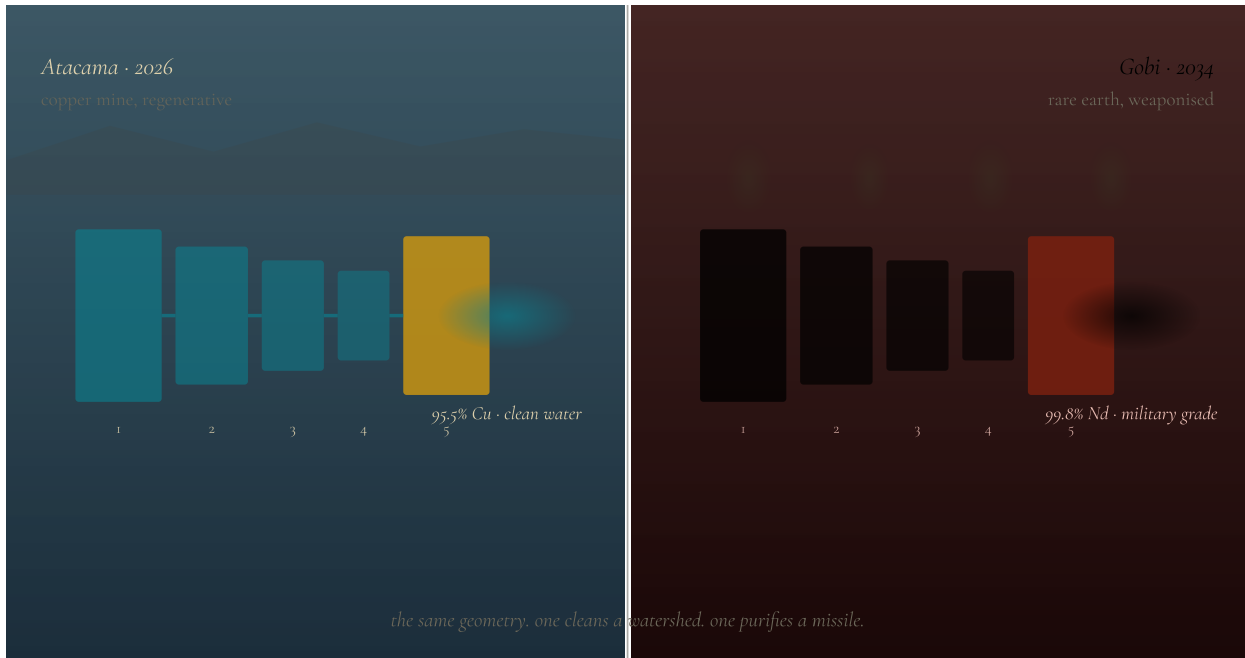 Atacama · 2026
copper mine, regenerative
95.5% Cu · clean water
1 2 3 4 5
Gobi · 2034
rare earth, weaponised
99.8% Nd · military grade
1 2 3 4 5
the same geometry. one cleans a watershed. one purifies a missile.